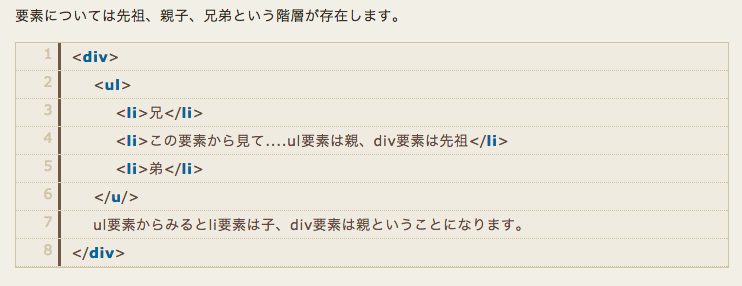 要素については先祖、親子、兄弟という階層が存在します。
1 <div>
2 <ul>
3 <li>兄</li>
4 <li>この要素から見て....ul要素は親、div要素は先祖</li>
5 <li>弟</li>
6 </u/>
7 ul要素からみるとli要素は子、div要素は親ということになります。
8 </div>